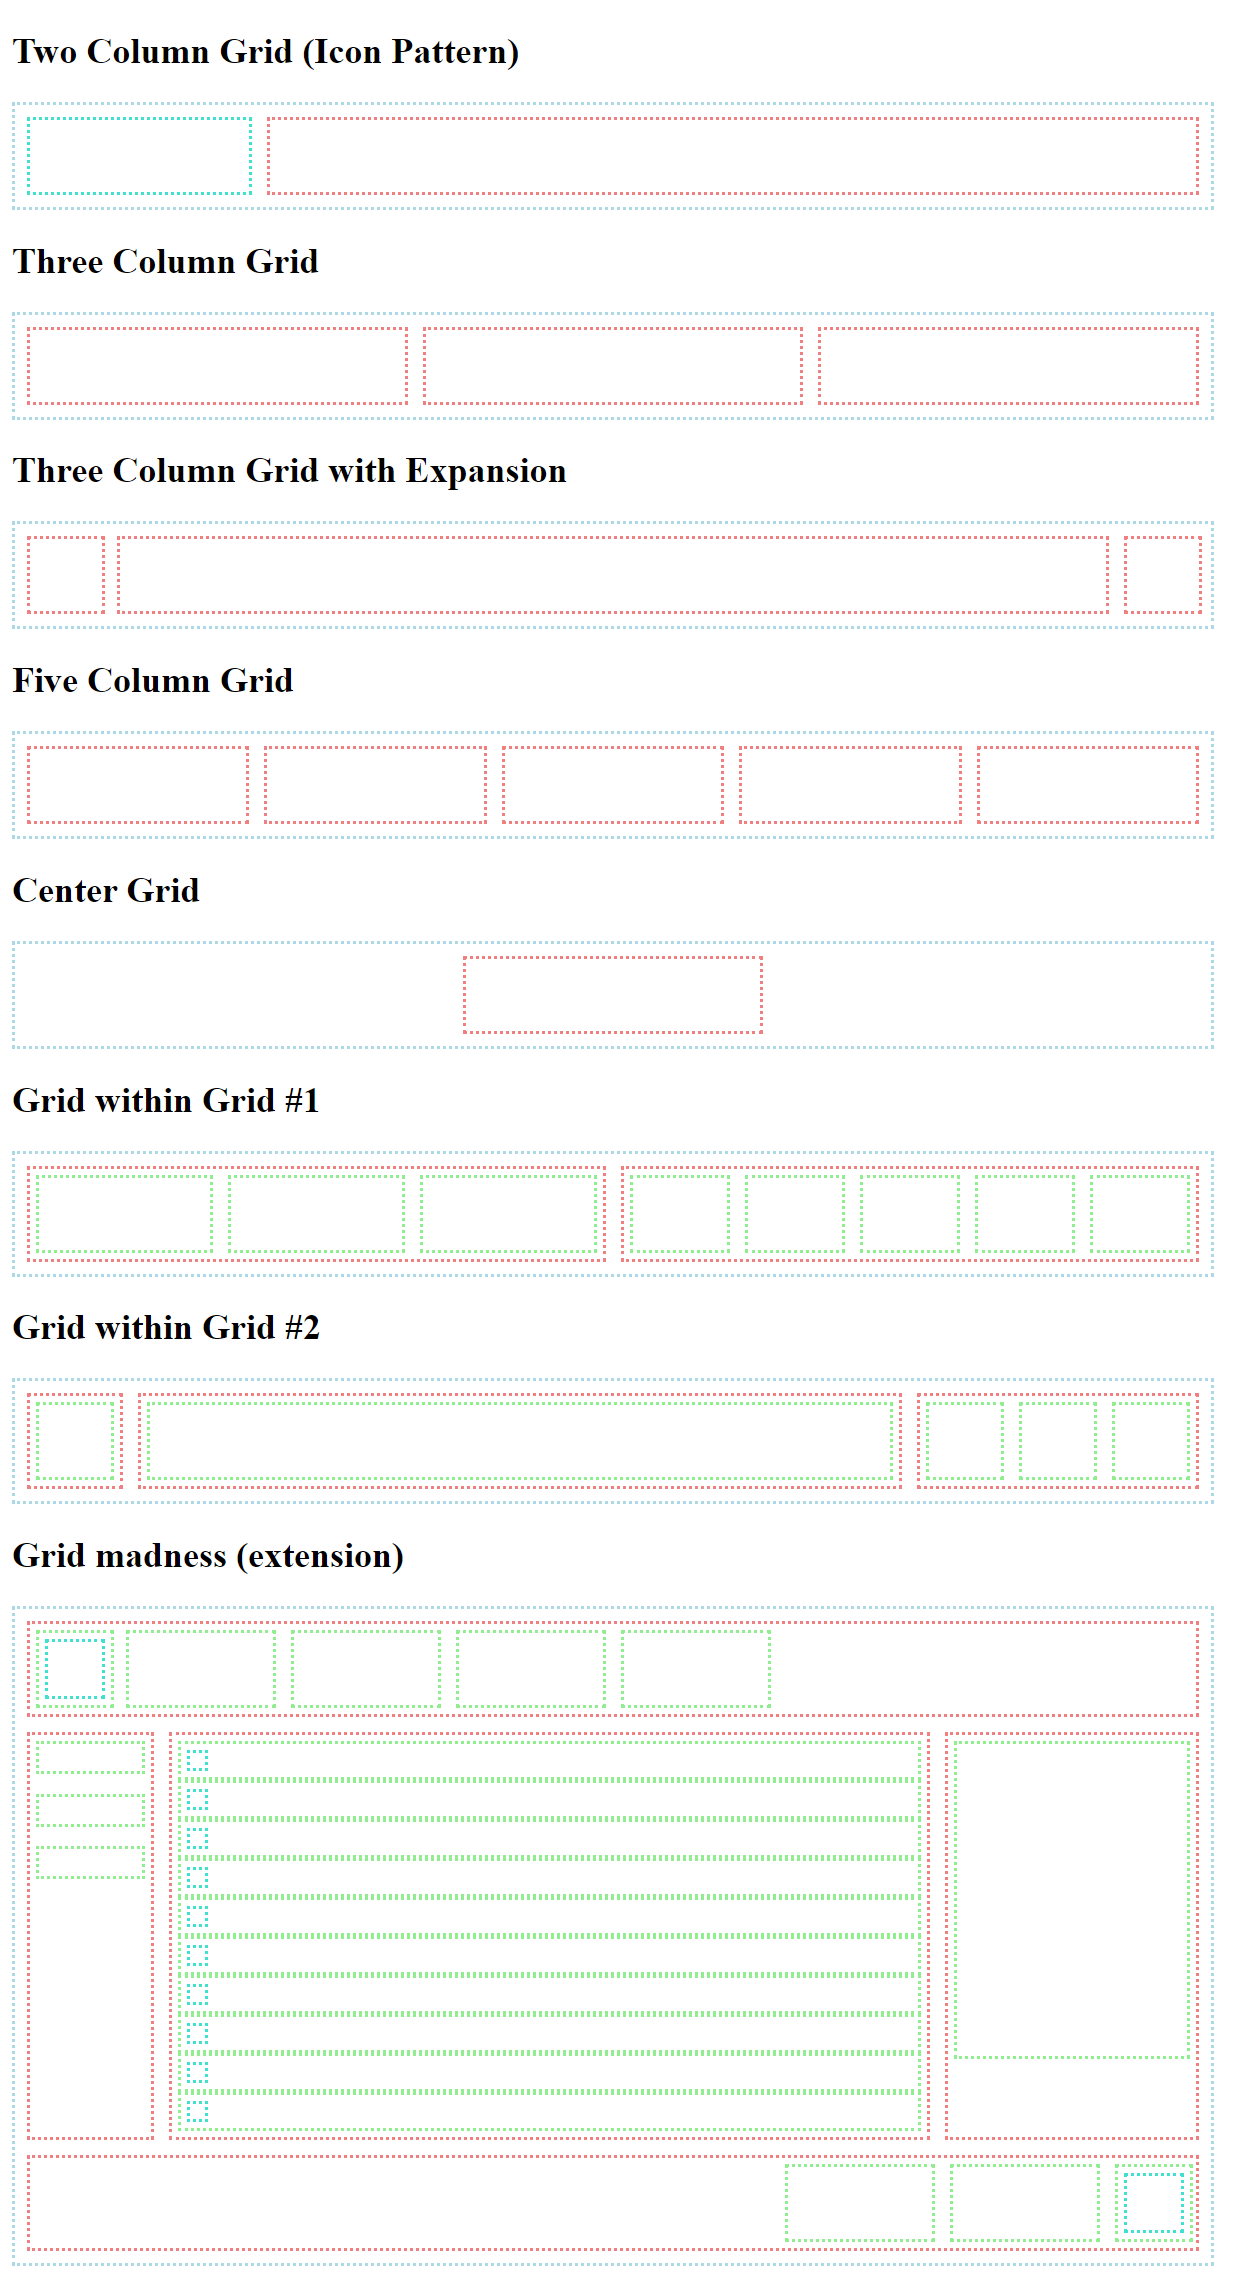 Two Column Grid (Icon Pattern)
Three Column Grid
Three Column Grid with Expansion
Five Column Grid
Center Grid
Grid within Grid #1
Grid within Grid #2
Grid madness (extension)